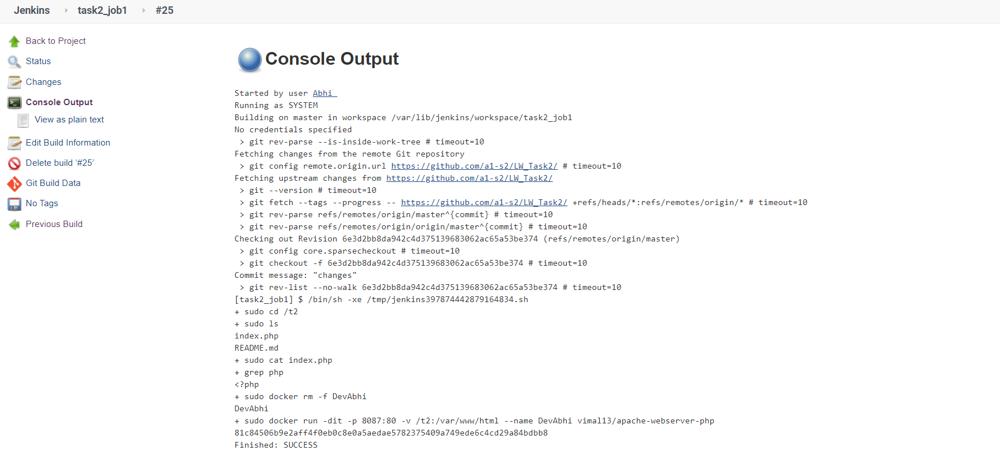 Jenkins task2_job1 #25
Back to Project
Status
Changes
Console Output
View as plain text
Edit Build Information
Delete build ‘#25’
Git Build Data
No Tags
Previous Build
Console Output
Started by user Abhi
Running as SYSTEM
Building on master in workspace /var/lib/jenkins/workspace/task2_job1
No credentials specified
 > git rev-parse --is-inside-work-tree # timeout=10
Fetching changes from the remote Git repository
 > git config remote.origin.url https://github.com/a1-s2/LW_Task2/ # timeout=10
Fetching upstream changes from https://github.com/a1-s2/LW_Task2/
 > git --version # timeout=10
 > git fetch --tags --progress -- https://github.com/a1-s2/LW_Task2/ +refs/heads/*:refs/remotes/origin/* # timeout=10
 > git rev-parse refs/remotes/origin/master^{commit} # timeout=10
 > git rev-parse refs/remotes/origin/origin/master^{commit} # timeout=10
Checking out Revision 6e3d2bb8da942c4d375139683062ac65a53be374 (refs/remotes/origin/master)
 > git config core.sparsecheckout # timeout=10
 > git checkout -f 6e3d2bb8da942c4d375139683062ac65a53be374 # timeout=10
Commit message: "changes"
 > git rev-list --no-walk 6e3d2bb8da942c4d375139683062ac65a53be374 # timeout=10
[task2_job1] $ /bin/sh -xe /tmp/jenkins397874442879164834.sh
+ sudo cd /t2
+ sudo ls
index.php
README.md
+ sudo cat index.php
+ grep php
<?php
+ sudo docker rm -f DevAbhi
DevAbhi
+ sudo docker run -dit -p 8087:80 -v /t2:/var/www/html --name DevAbhi vimal13/apache-webserver-php
81c84506b9e2aff4f0eb0c8e0a5aedae5782375409a749ede6c4cd29a84bdbb8
Finished: SUCCESS